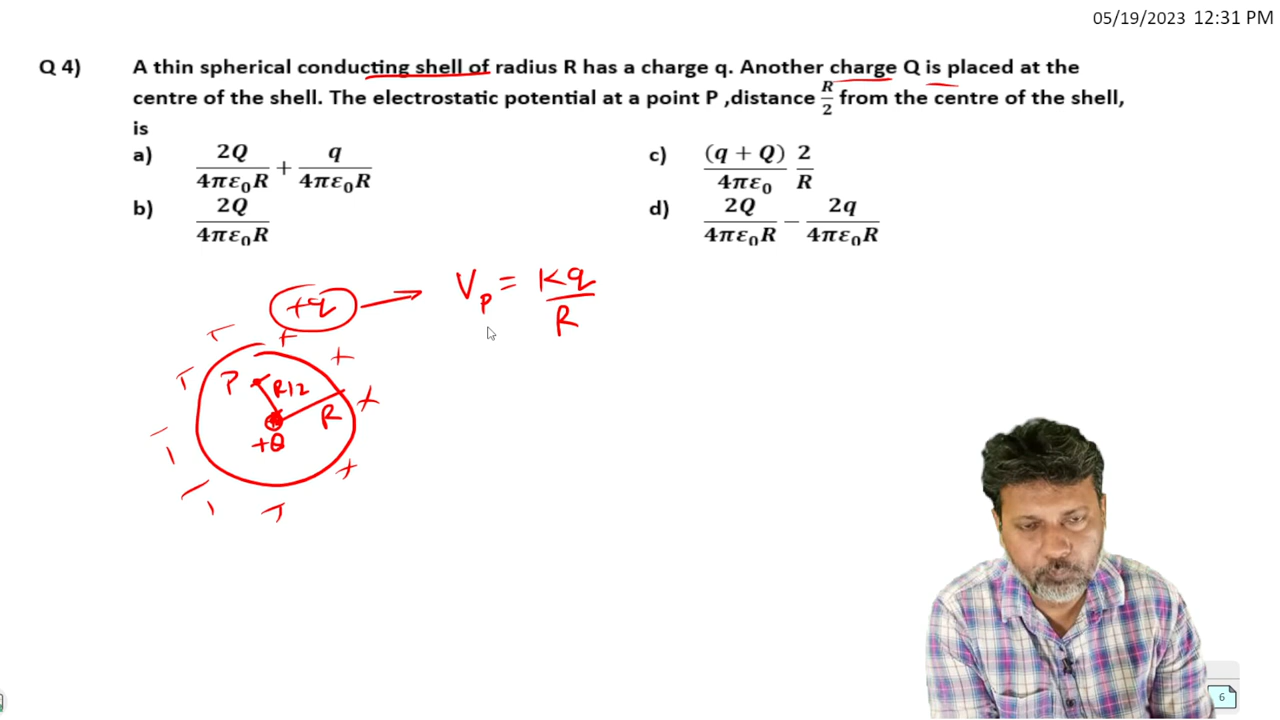 05/19/2023 12:31 PM
Q 4) A thin spherical conducting shell of radius R has a charge q. Another charge Q is placed at the
centre of the shell. The electrostatic potential at a point P ,distance R/2 from the centre of the shell,
is
a) 2Q/4πε₀R + q/4πε₀R
c) (q + Q)/4πε₀ 2/R
b) 2Q/4πε₀R
d) 2Q/4πε₀R − 2q/4πε₀R
+q → Vₚ = Kq/R
P R/2
R
+Q
6